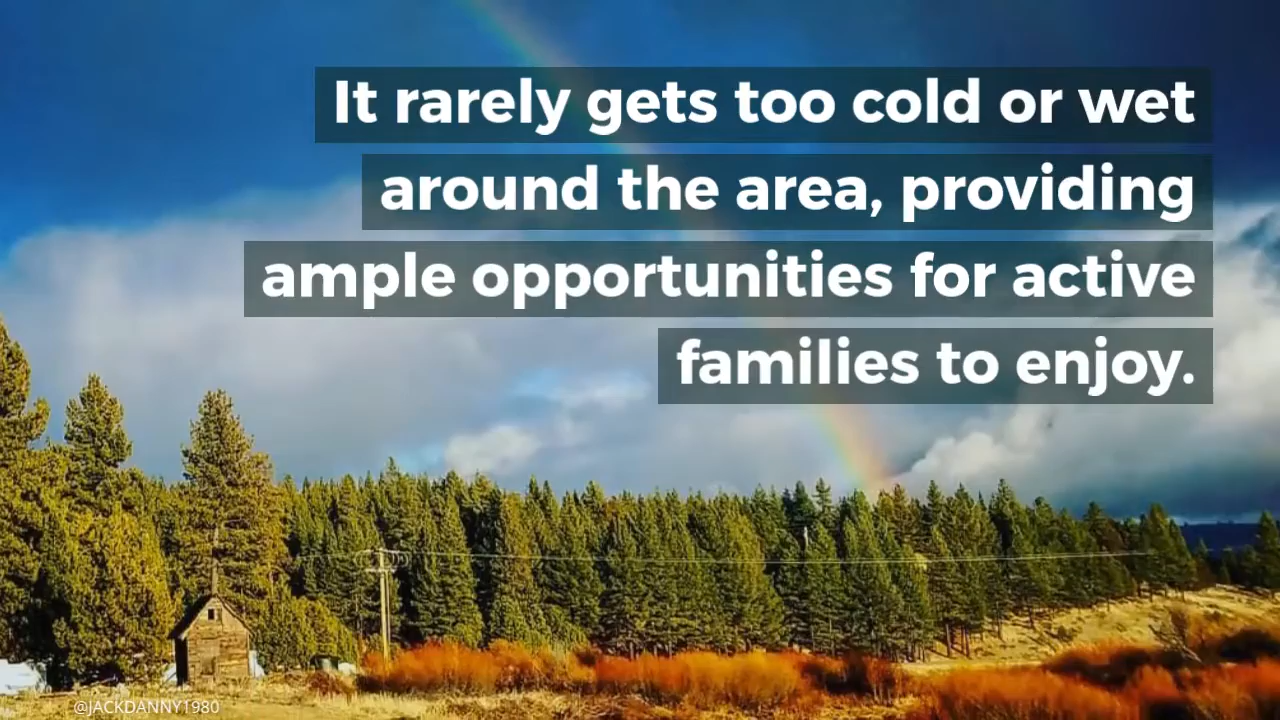 It rarely gets too cold or wet
around the area, providing
ample opportunities for active
families to enjoy.
@JACKDANNY1980